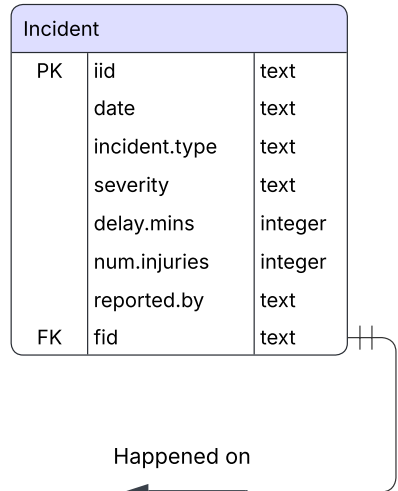 Incident
PK iid text
date text
incident.type text
severity text
delay.mins integer
num.injuries integer
reported.by text
FK fid text
Happened on